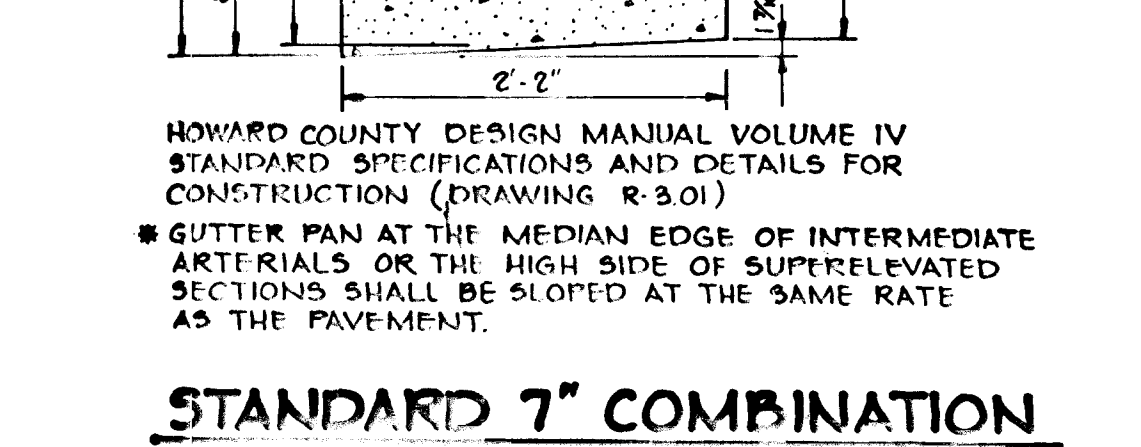 2'-2"
HOWARD COUNTY DESIGN MANUAL VOLUME IV
STANDARD SPECIFICATIONS AND DETAILS FOR
CONSTRUCTION (DRAWING R-3.01)
* GUTTER PAN AT THE MEDIAN EDGE OF INTERMEDIATE
ARTERIALS OR THE HIGH SIDE OF SUPERELEVATED
SECTIONS SHALL BE SLOPED AT THE SAME RATE
AS THE PAVEMENT.
STANDARD 7" COMBINATION